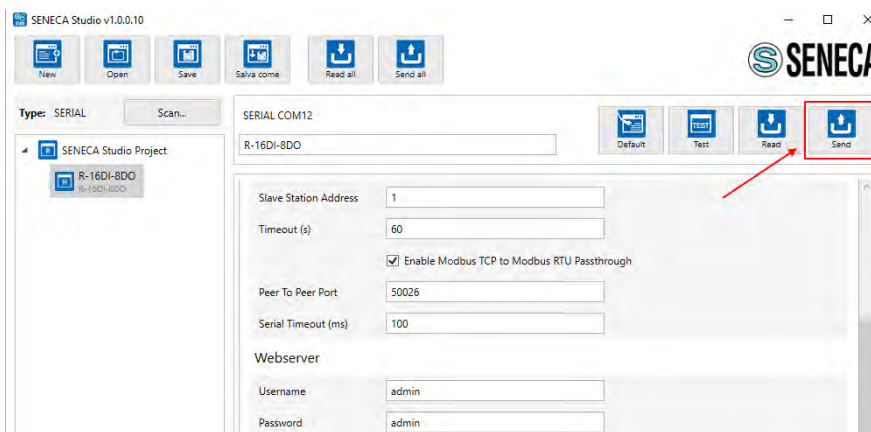 SENECA Studio v1.0.0.10
New
Open
Save
Salva come
Read all
Send all
SENECA
Type: SERIAL
Scan...
SENECA Studio Project
R-16DI-8DO
R-16DI-8DO
SERIAL COM12
R-16DI-8DO
Default
TEST
Test
Read
Send
Slave Station Address
1
Timeout (s)
60
Enable Modbus TCP to Modbus RTU Passthrough
Peer To Peer Port
50026
Serial Timeout (ms)
100
Webserver
Username
admin
Password
admin